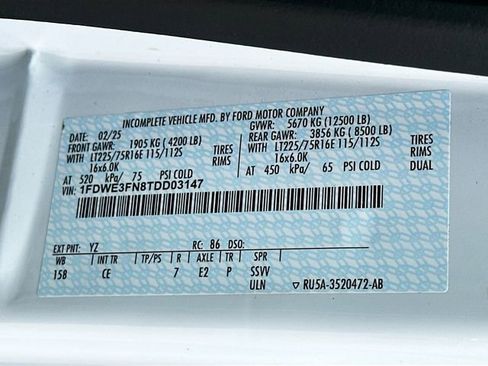 INCOMPLETE VEHICLE MFD. BY FORD MOTOR COMPANY
DATE: 02/25 GVWR: 5670 KG (12500 LB)
FRONT GAWR: 1905 KG (4200 LB) REAR GAWR: 3856 KG (8500 LB)
WITH LT225/75R16E 115/112S TIRES WITH LT225/75R16E 115/112S TIRES
16x6.0K RIMS 16x6.0K RIMS
AT 520 kPa/ 75 PSI COLD AT 450 kPa/ 65 PSI COLD DUAL
VIN: 1FDWE3FN8TDD03147
EXT PNT: YZ RC: 86 DSO:
WB INT TR TP/PS R AXLE TR SPR
158 CE 7 E2 P SSVV
ULN ▽ RU5A-3520472-AB